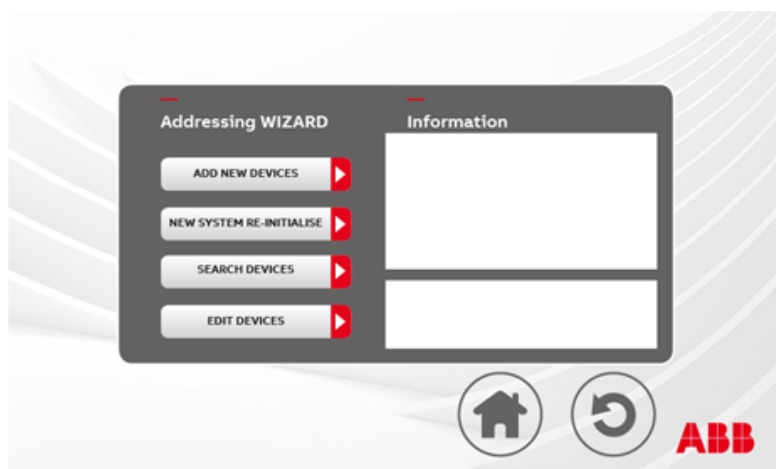 Addressing WIZARD
ADD NEW DEVICES
NEW SYSTEM RE-INITIALISE
SEARCH DEVICES
EDIT DEVICES
Information
ABB